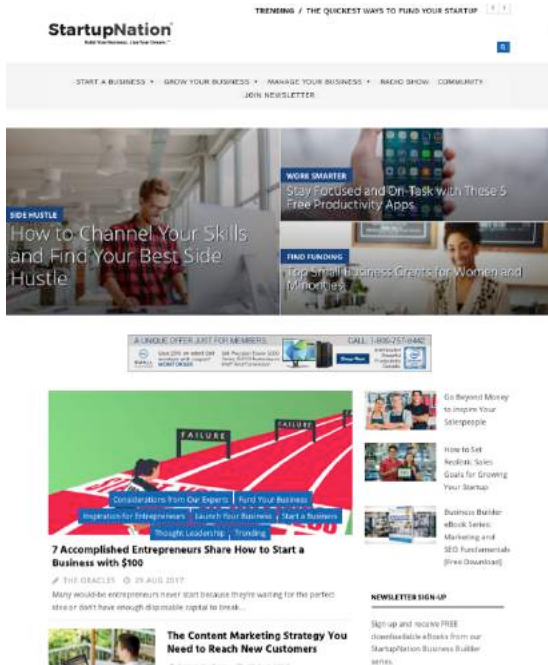 TRENDING / THE QUICKEST WAYS TO FUND YOUR STARTUP
StartupNation
START A BUSINESS
GROW YOUR BUSINESS
MANAGE YOUR BUSINESS
RADIO SHOW
COMMUNITY
JOIN NEWSLETTER
SIDE HUSTLE
How to Channel Your Skills
and Find Your Best Side
Hustle
WORK SMARTER
Stay Focused and On-Task with These 5
Free Productivity Apps
FIND FUNDING
Top Small Business Grants for Women and
Minorities
A UNIQUE OFFER JUST FOR MEMBERS.
CALL: 1-800-757-8442
FAILURE
FAILURE
Considerations from Our Experts
Fund Your Business
Inspiration for Entrepreneurs
Launch Your Business
Start a Business
Thought Leadership
Trending
7 Accomplished Entrepreneurs Share How to Start a
Business with $100
THE ORACLES
29 AUG 2017
Many would-be entrepreneurs never start because they're waiting for the perfect
idea or don't have enough disposable capital to break...
The Content Marketing Strategy You
Need to Reach New Customers
Go Beyond Money
to Inspire Your
Salespeople
How to Set
Realistic Sales
Goals for Growing
Your Startup
Business Builder
eBook Series:
Marketing and
SEO Fundamentals
[Free Download]
NEWSLETTER SIGN-UP
Sign up and receive FREE
downloadable eBooks from our
StartupNation Business Builder
series.